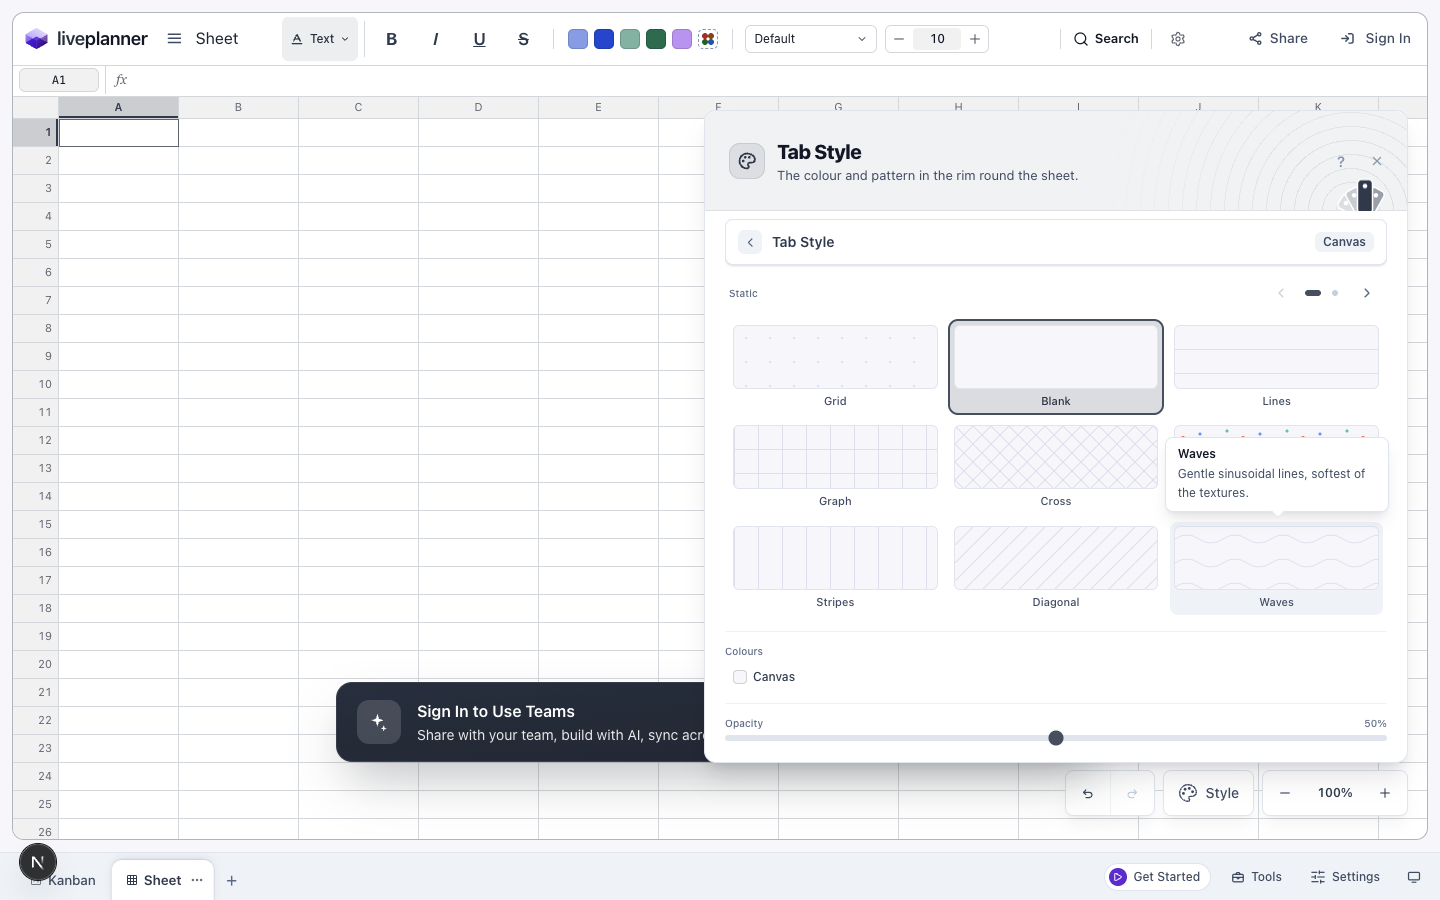 liveplanner
Sheet
Text
B
I
U
S
Default
10
Search
Share
Sign In
A1
fx
A
B
C
D
E
F
G
H
I
J
K
1
2
3
4
5
6
7
8
9
10
11
12
13
14
15
16
17
18
19
20
21
22
23
24
25
26
Tab Style
The colour and pattern in the rim round the sheet.
?
Tab Style
Canvas
Static
Grid
Blank
Lines
Graph
Cross
Waves
Gentle sinusoidal lines, softest of
the textures.
Stripes
Diagonal
Waves
Colours
Canvas
Opacity
50%
Sign In to Use Teams
Share with your team, build with AI, sync
Style
100%
N
Kanban
Sheet
Get Started
Tools
Settings